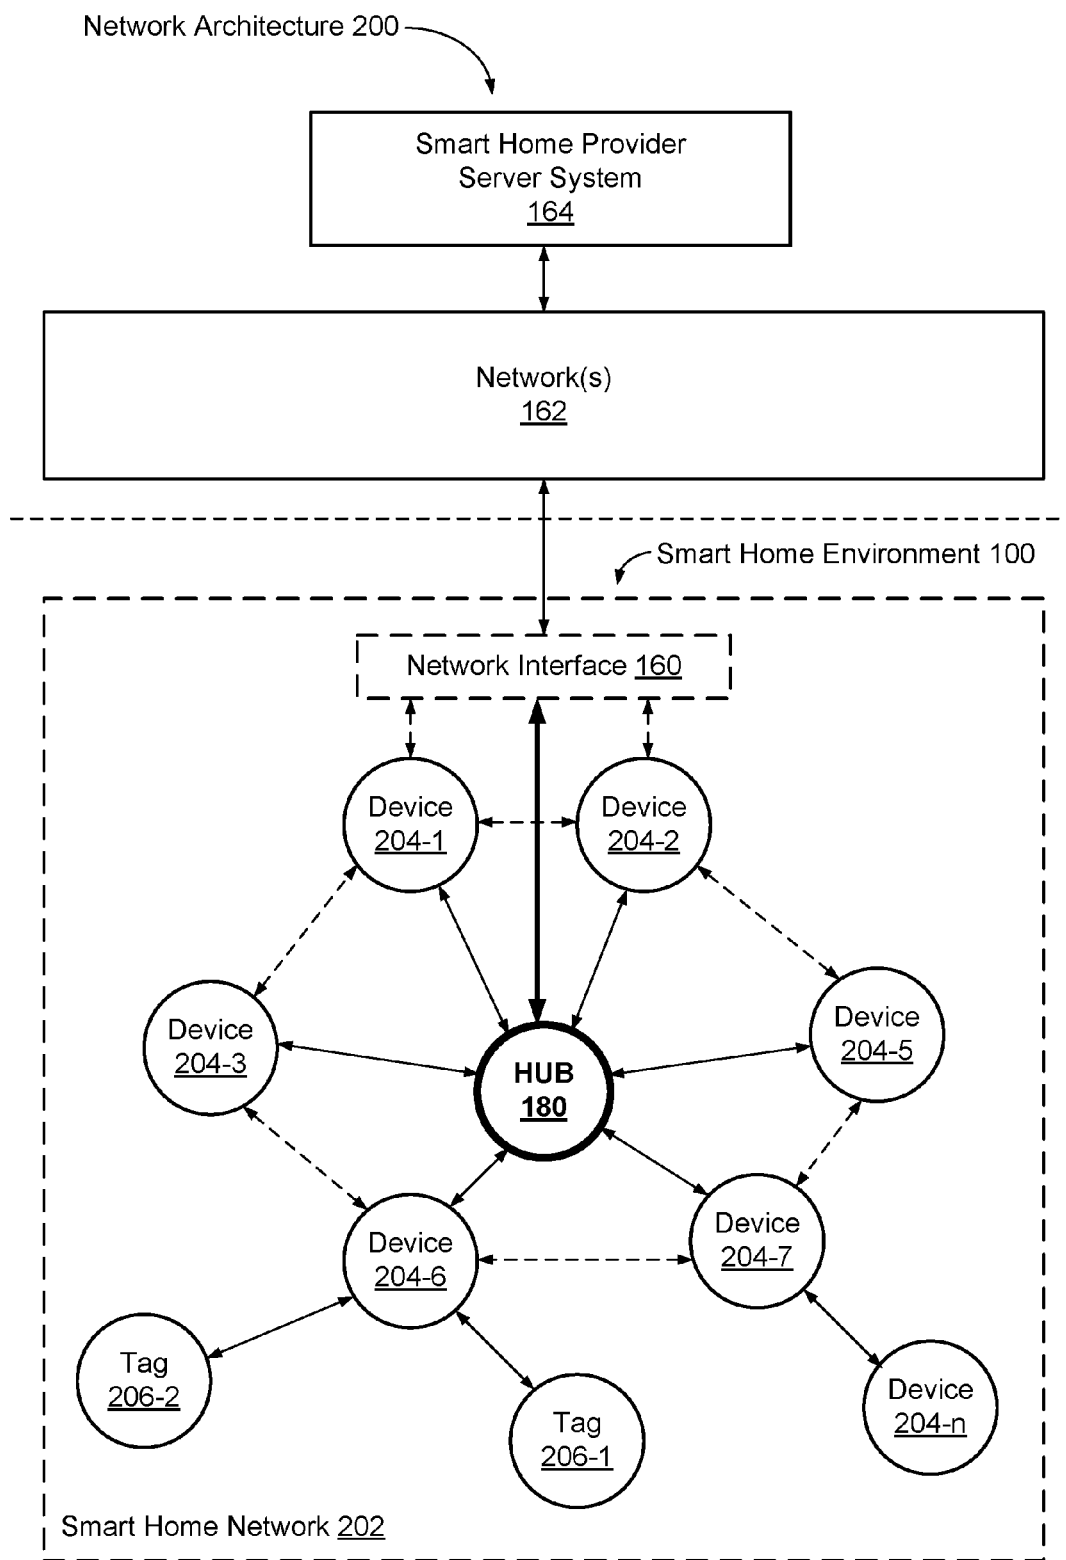 Network Architecture 200
Smart Home Provider
Server System
164
Network(s)
162
Smart Home Environment 100
Network Interface 160
Device
204-1
Device
204-2
Device
204-3
Device
204-5
HUB
180
Device
204-6
Device
204-7
Tag
206-2
Tag
206-1
Device
204-n
Smart Home Network 202